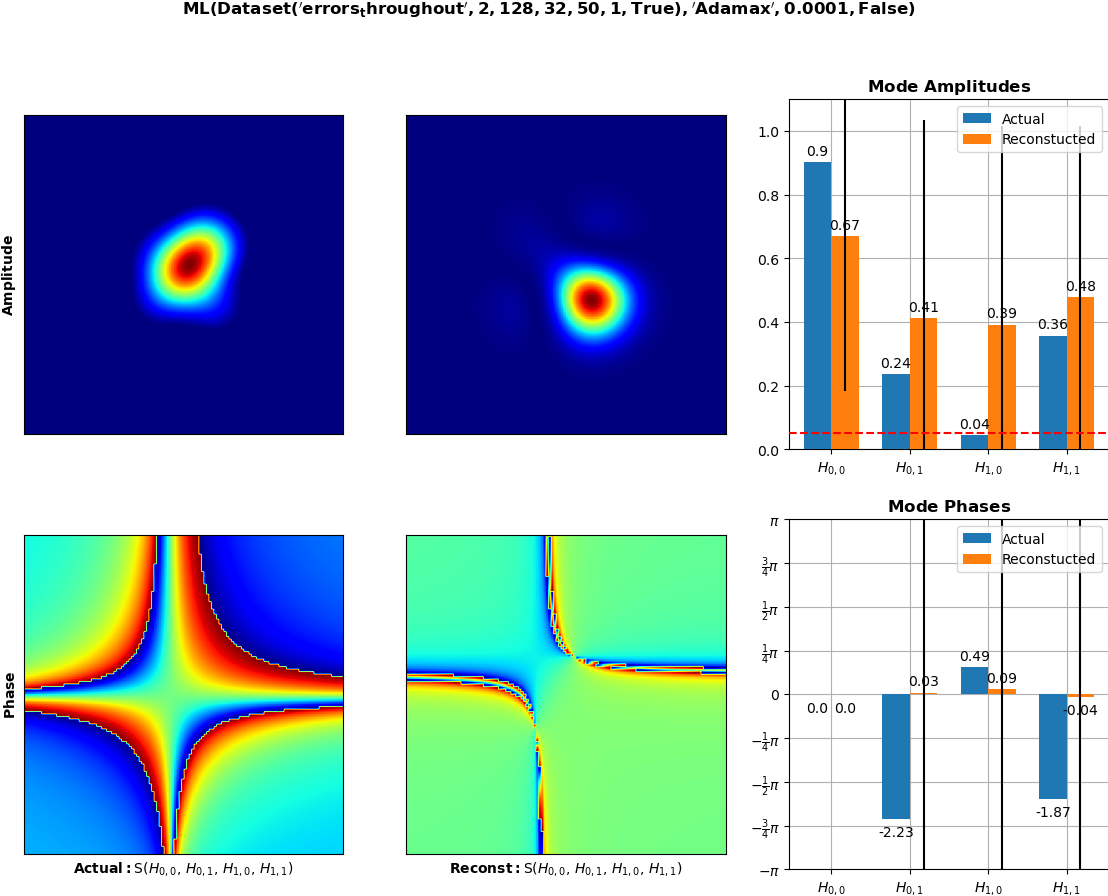 ML(Dataset('errors_throughout', 2, 128, 32, 50, 1, True), 'Adamax', 0.0001, False)
Amplitude
Mode Amplitudes
Actual
Reconstucted
1.0
0.8
0.6
0.4
0.2
0.0
0.9
0.67
0.24
0.41
0.04
0.39
0.36
0.48
H0,0
H0,1
H1,0
H1,1
Phase
Actual: S(H0,0, H0,1, H1,0, H1,1)
Reconst: S(H0,0, H0,1, H1,0, H1,1)
Mode Phases
Actual
Reconstucted
π
3/4π
1/2π
1/4π
0
−1/4π
−1/2π
−3/4π
−π
0.0
0.0
-2.23
0.03
0.49
0.09
-1.87
-0.04
H0,0
H0,1
H1,0
H1,1